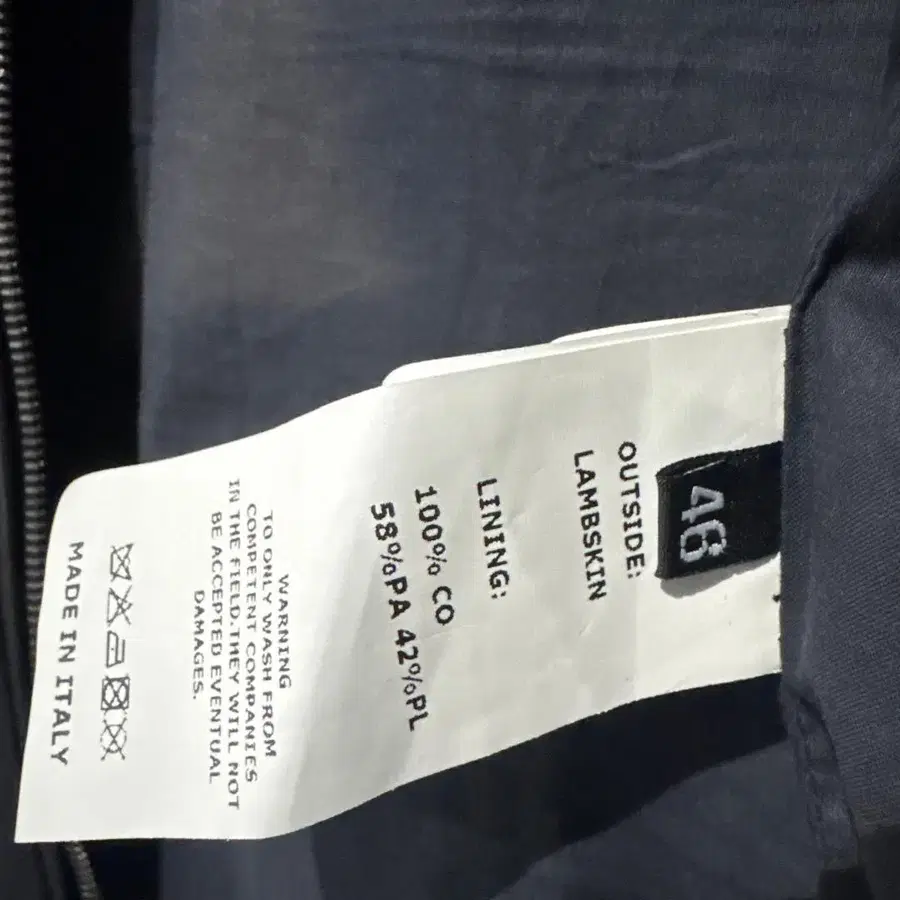 46
OUTSIDE:
LAMBSKIN
LINING:
100% CO
58%PA 42%PL
WARNING
TO ONLY WASH FROM
COMPETENT COMPANIES
IN THE FIELD.THEY WILL NOT
BE ACCEPTED EVENTUAL
DAMAGES.
MADE IN ITALY